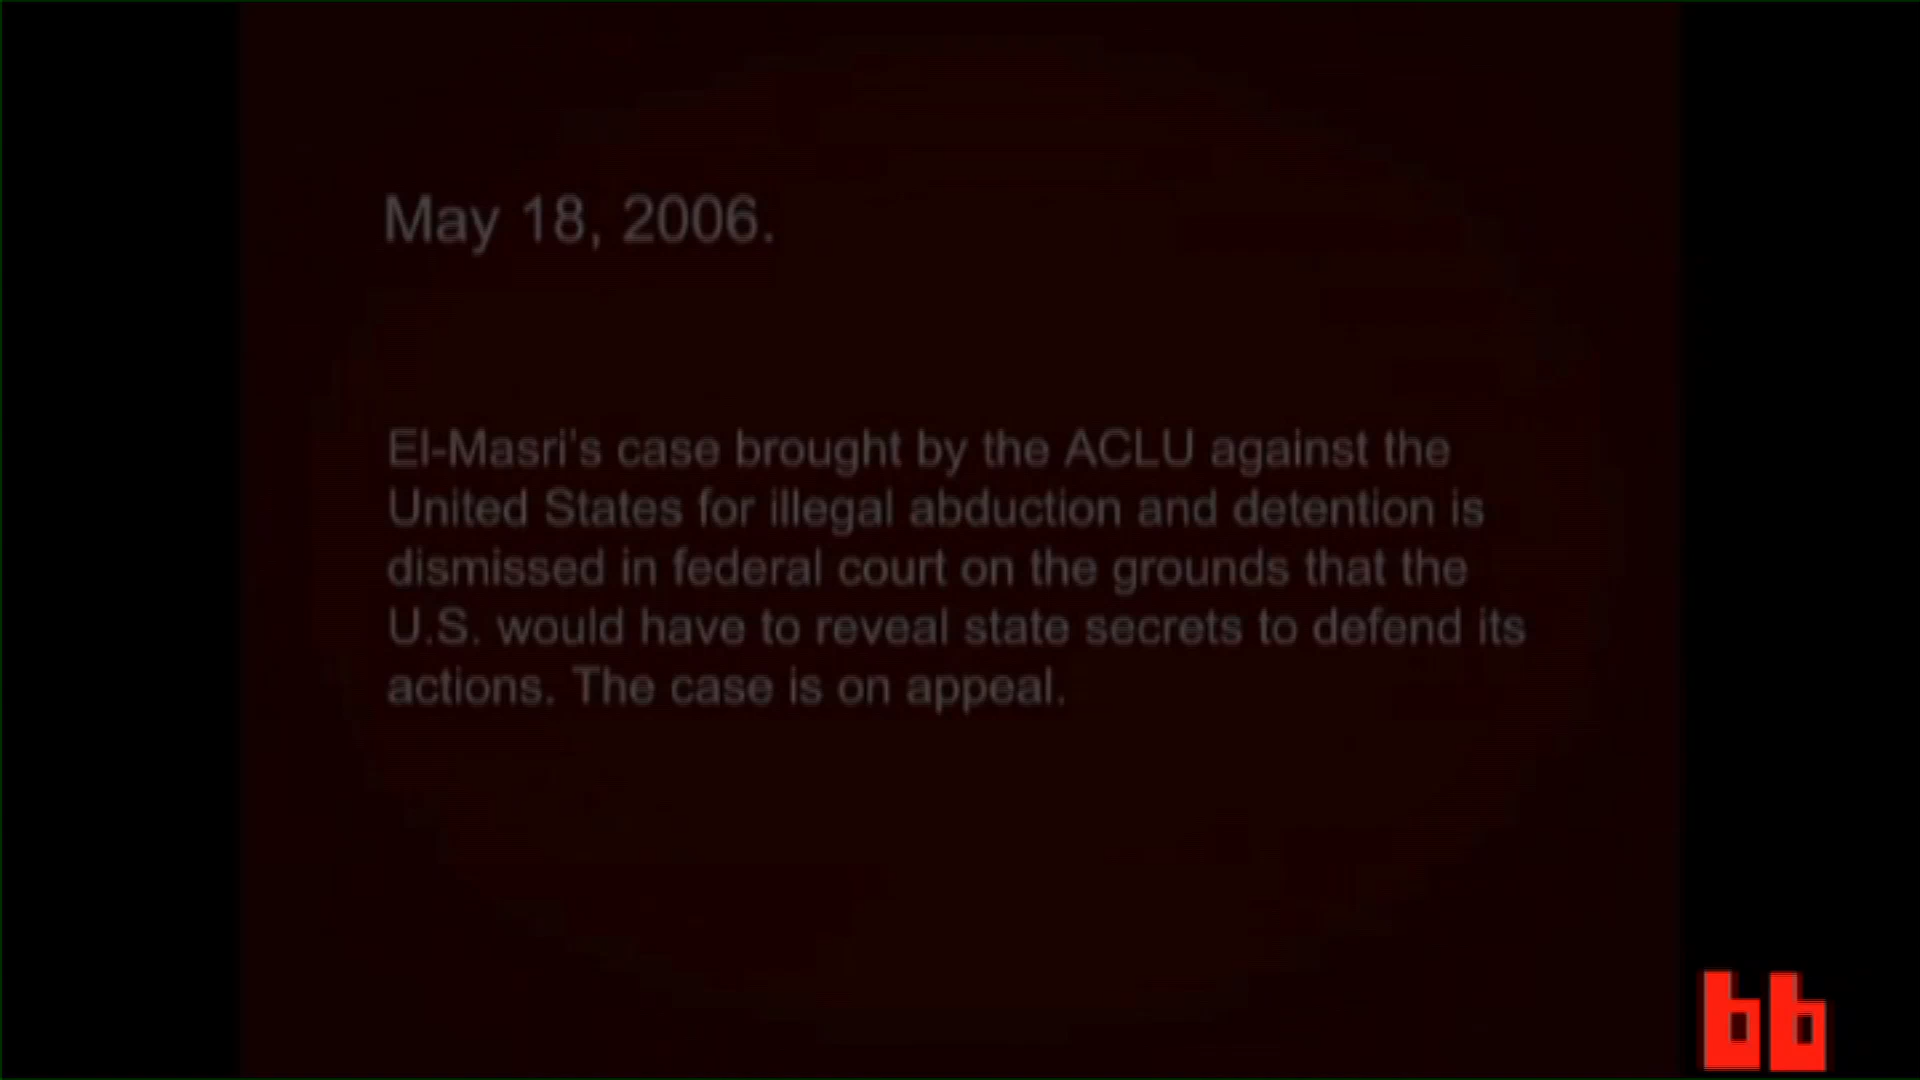 May 18, 2006.
El-Masri's case brought by the ACLU against the
United States for illegal abduction and detention is
dismissed in federal court on the grounds that the
U.S. would have to reveal state secrets to defend its
actions. The case is on appeal.
bb